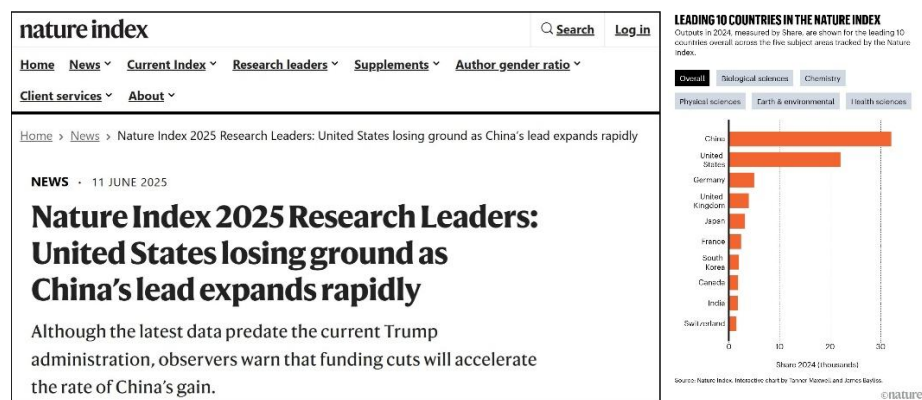 nature index
Search Log in
Home News Current Index Research leaders Supplements Author gender ratio
Client services About
Home > News > Nature Index 2025 Research Leaders: United States losing ground as China's lead expands rapidly
NEWS · 11 JUNE 2025
Nature Index 2025 Research Leaders:
United States losing ground as
China's lead expands rapidly
Although the latest data predate the current Trump
administration, observers warn that funding cuts will accelerate
the rate of China's gain.
LEADING 10 COUNTRIES IN THE NATURE INDEX
Outputs in 2024, measured by Share, are shown for the leading 10
countries overall across the five subject areas tracked by the Nature
Index.
Overall Biological sciences Chemistry
Physical sciences Earth & environmental Health sciences
China
United
States
Germany
United
Kingdom
Japan
France
South
Korea
Canada
India
Switzerland
0 10 20 30
Share 2024 (thousands)
Source: Nature Index. Interactive chart by Tanner Maxwell and James Bayliss.
©nature